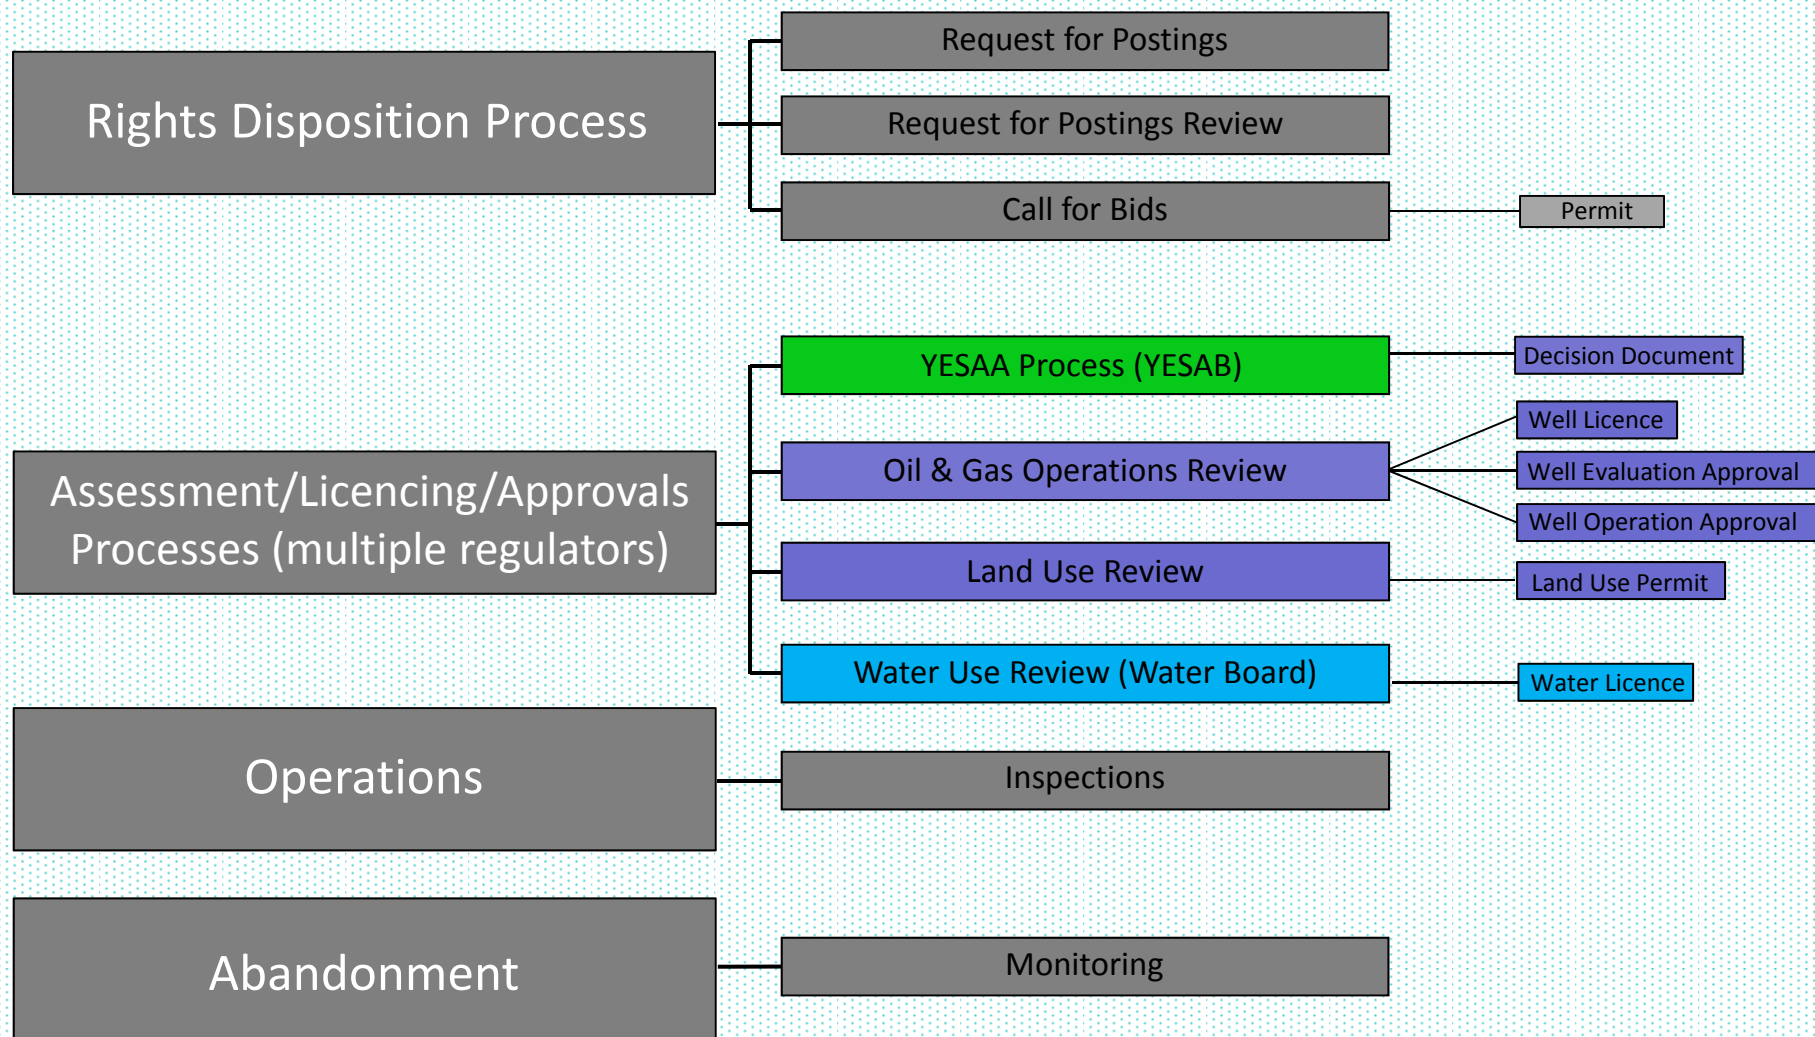 Rights Disposition Process
Request for Postings
Request for Postings Review
Call for Bids
Permit
Assessment/Licencing/Approvals
Processes (multiple regulators)
YESAA Process (YESAB)
Decision Document
Oil & Gas Operations Review
Well Licence
Well Evaluation Approval
Well Operation Approval
Land Use Review
Land Use Permit
Water Use Review (Water Board)
Water Licence
Operations
Inspections
Abandonment
Monitoring